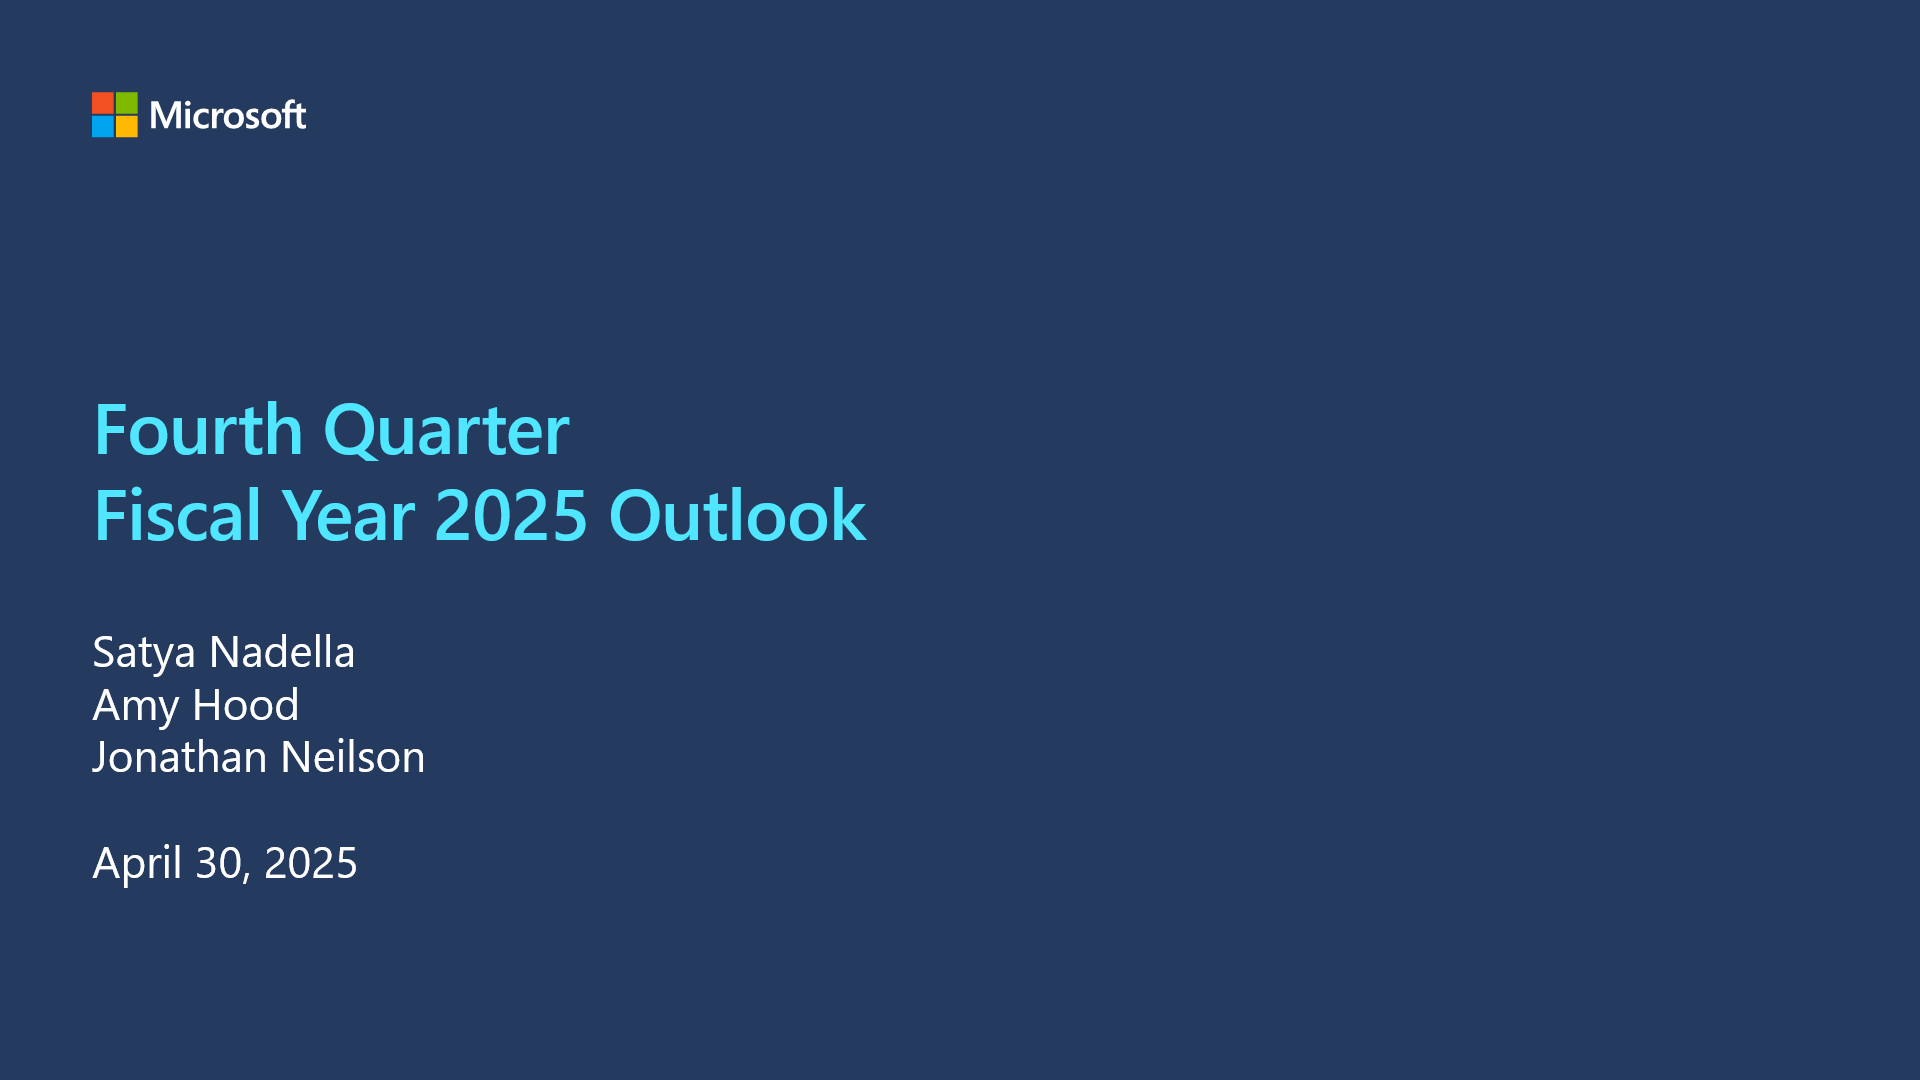 Microsoft
Fourth Quarter
Fiscal Year 2025 Outlook
Satya Nadella
Amy Hood
Jonathan Neilson
April 30, 2025